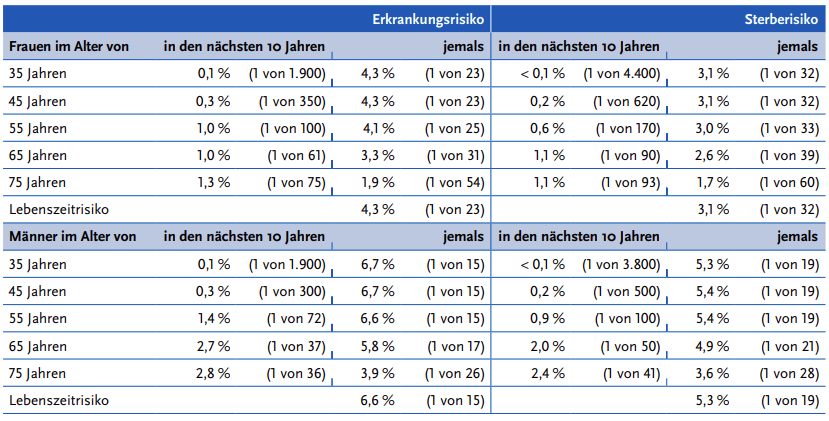 Erkrankungsrisiko Sterberisiko
Frauen im Alter von in den nächsten 10 Jahren jemals in den nächsten 10 Jahren jemals
35 Jahren 0,1 % (1 von 1.900) 4,3 % (1 von 23) < 0,1 % (1 von 4.400) 3,1 % (1 von 32)
45 Jahren 0,3 % (1 von 350) 4,3 % (1 von 23) 0,2 % (1 von 620) 3,1 % (1 von 32)
55 Jahren 1,0 % (1 von 100) 4,1 % (1 von 25) 0,6 % (1 von 170) 3,0 % (1 von 33)
65 Jahren 1,0 % (1 von 61) 3,3 % (1 von 31) 1,1 % (1 von 90) 2,6 % (1 von 39)
75 Jahren 1,3 % (1 von 75) 1,9 % (1 von 54) 1,1 % (1 von 93) 1,7 % (1 von 60)
Lebenszeitrisiko 4,3 % (1 von 23) 3,1 % (1 von 32)
Männer im Alter von in den nächsten 10 Jahren jemals in den nächsten 10 Jahren jemals
35 Jahren 0,1 % (1 von 1.900) 6,7 % (1 von 15) < 0,1 % (1 von 3.800) 5,3 % (1 von 19)
45 Jahren 0,3 % (1 von 300) 6,7 % (1 von 15) 0,2 % (1 von 500) 5,4 % (1 von 19)
55 Jahren 1,4 % (1 von 72) 6,6 % (1 von 15) 0,9 % (1 von 100) 5,4 % (1 von 19)
65 Jahren 2,7 % (1 von 37) 5,8 % (1 von 17) 2,0 % (1 von 50) 4,9 % (1 von 21)
75 Jahren 2,8 % (1 von 36) 3,9 % (1 von 26) 2,4 % (1 von 41) 3,6 % (1 von 28)
Lebenszeitrisiko 6,6 % (1 von 15) 5,3 % (1 von 19)